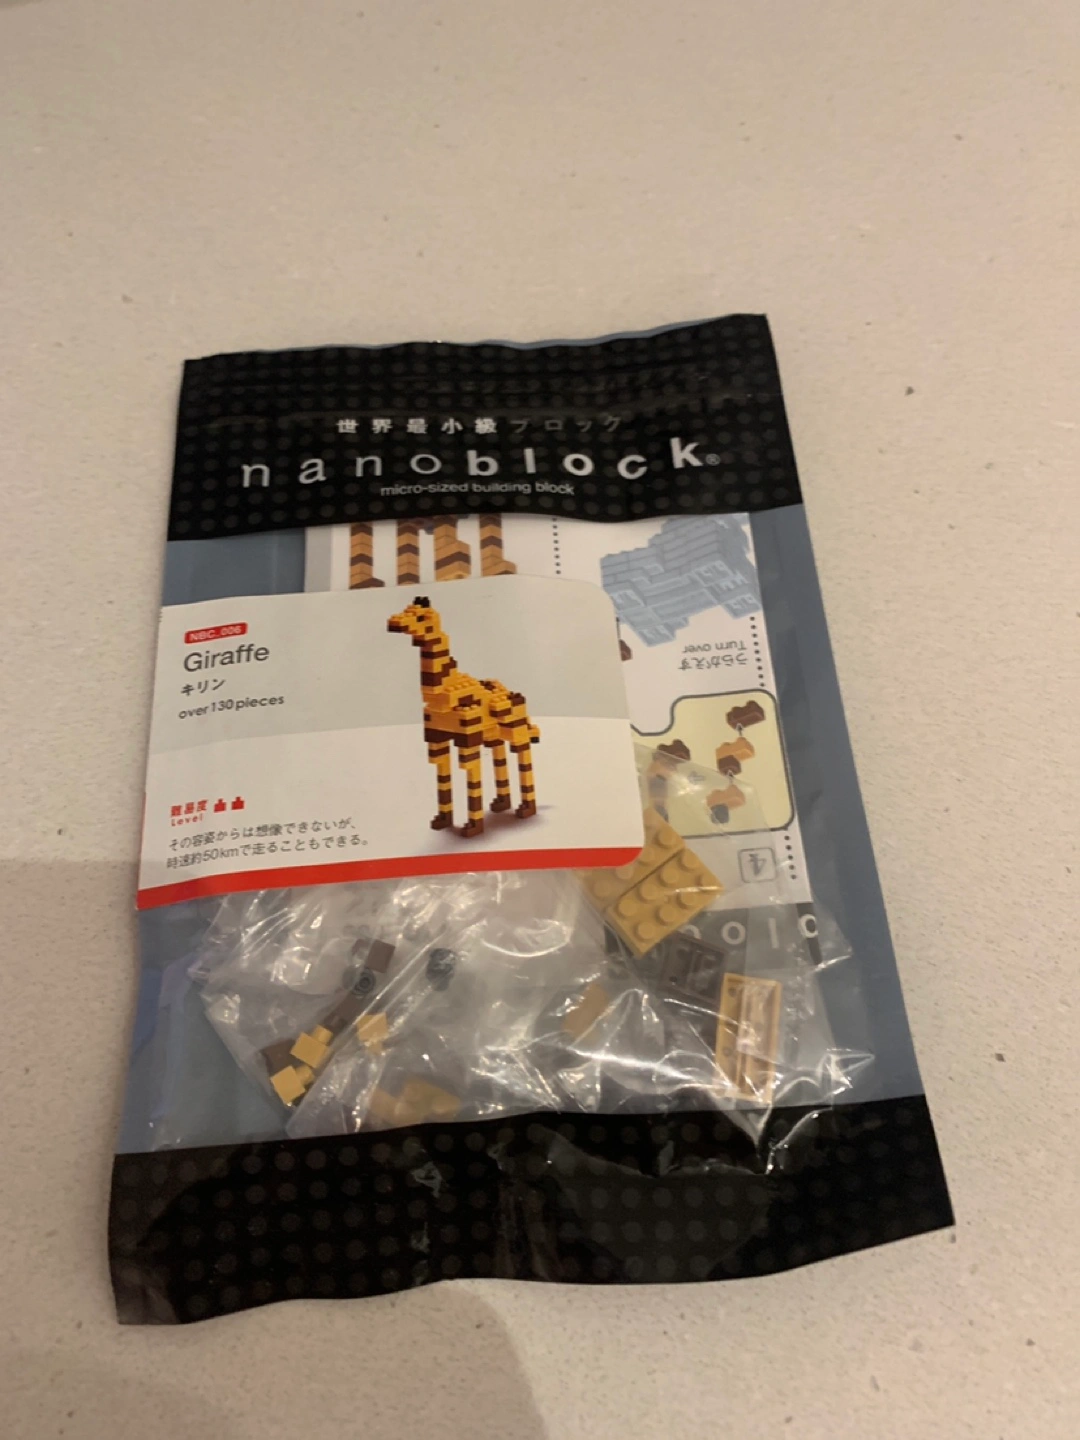 世界最小級ブロック
nanoblock®
micro-sized building block
NBC_006
Giraffe
キリン
over 130 pieces
難易度
Level
その容姿からは想像できないが、
時速約50kmで走ることもできる。
うらがえす
Turn over
4